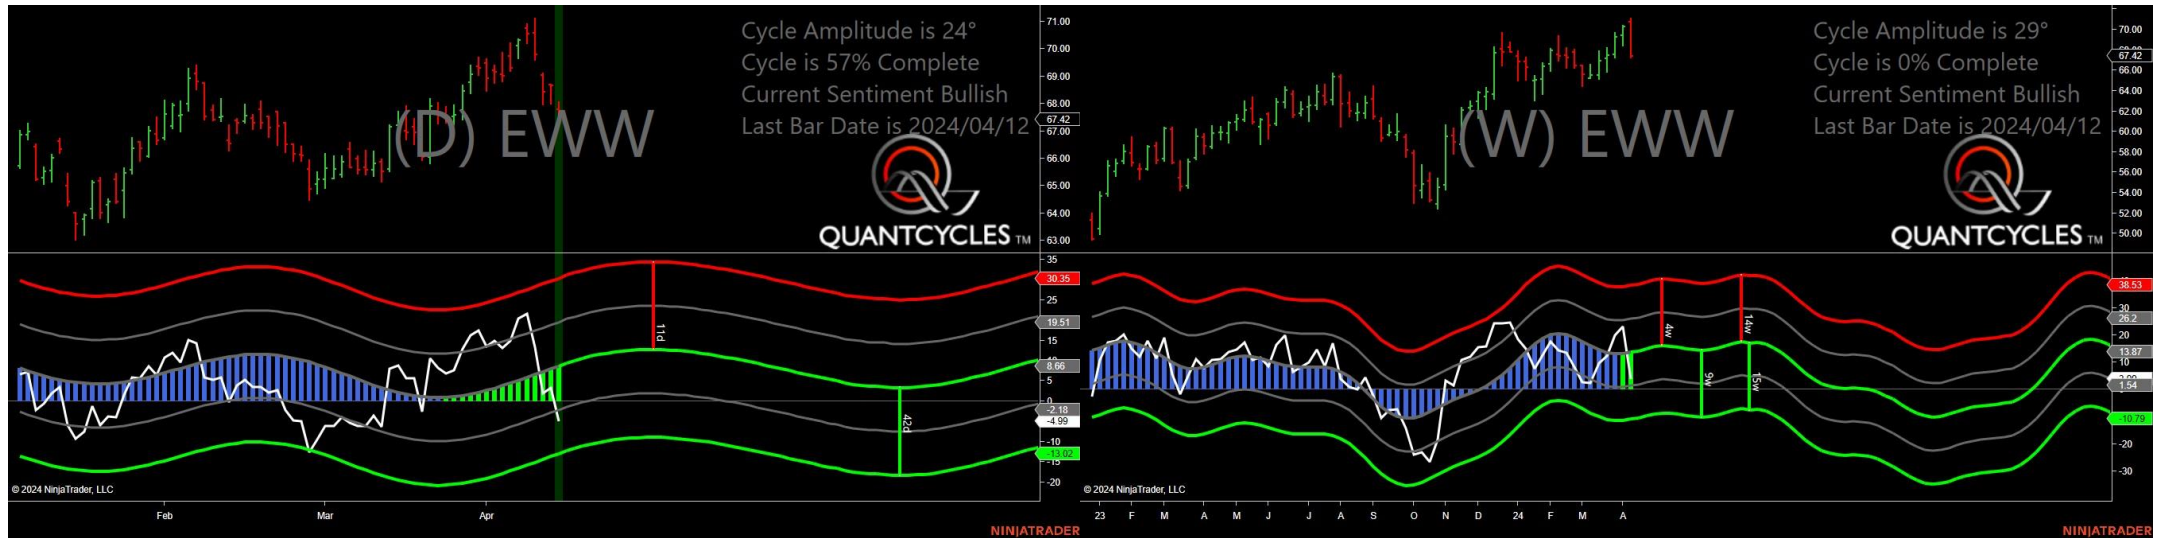 Cycle Amplitude is 24°
Cycle is 57% Complete
Current Sentiment Bullish
Last Bar Date is 2024/04/12
(D) EWW
QUANTCYCLES TM
71.00
70.00
69.00
68.00
67.42
67.00
66.00
65.00
64.00
63.00
35
30.35
25
19.51
15
8.66
5
0
-2.18
-4.99
-10
-13.02
-20
11d
42d
© 2024 NinjaTrader, LLC
Feb Mar Apr
NINJATRADER
Cycle Amplitude is 29°
Cycle is 0% Complete
Current Sentiment Bullish
Last Bar Date is 2024/04/12
(W) EWW
QUANTCYCLES TM
70.00
67.42
66.00
64.00
62.00
60.00
58.00
56.00
54.00
52.00
50.00
38.53
30
26.2
20
13.87
10
1.54
-10.79
-20
-30
4w
9w
14w
15w
© 2024 NinjaTrader, LLC
23 F M A M J J A S O N D 24 F M A
NINJATRADER